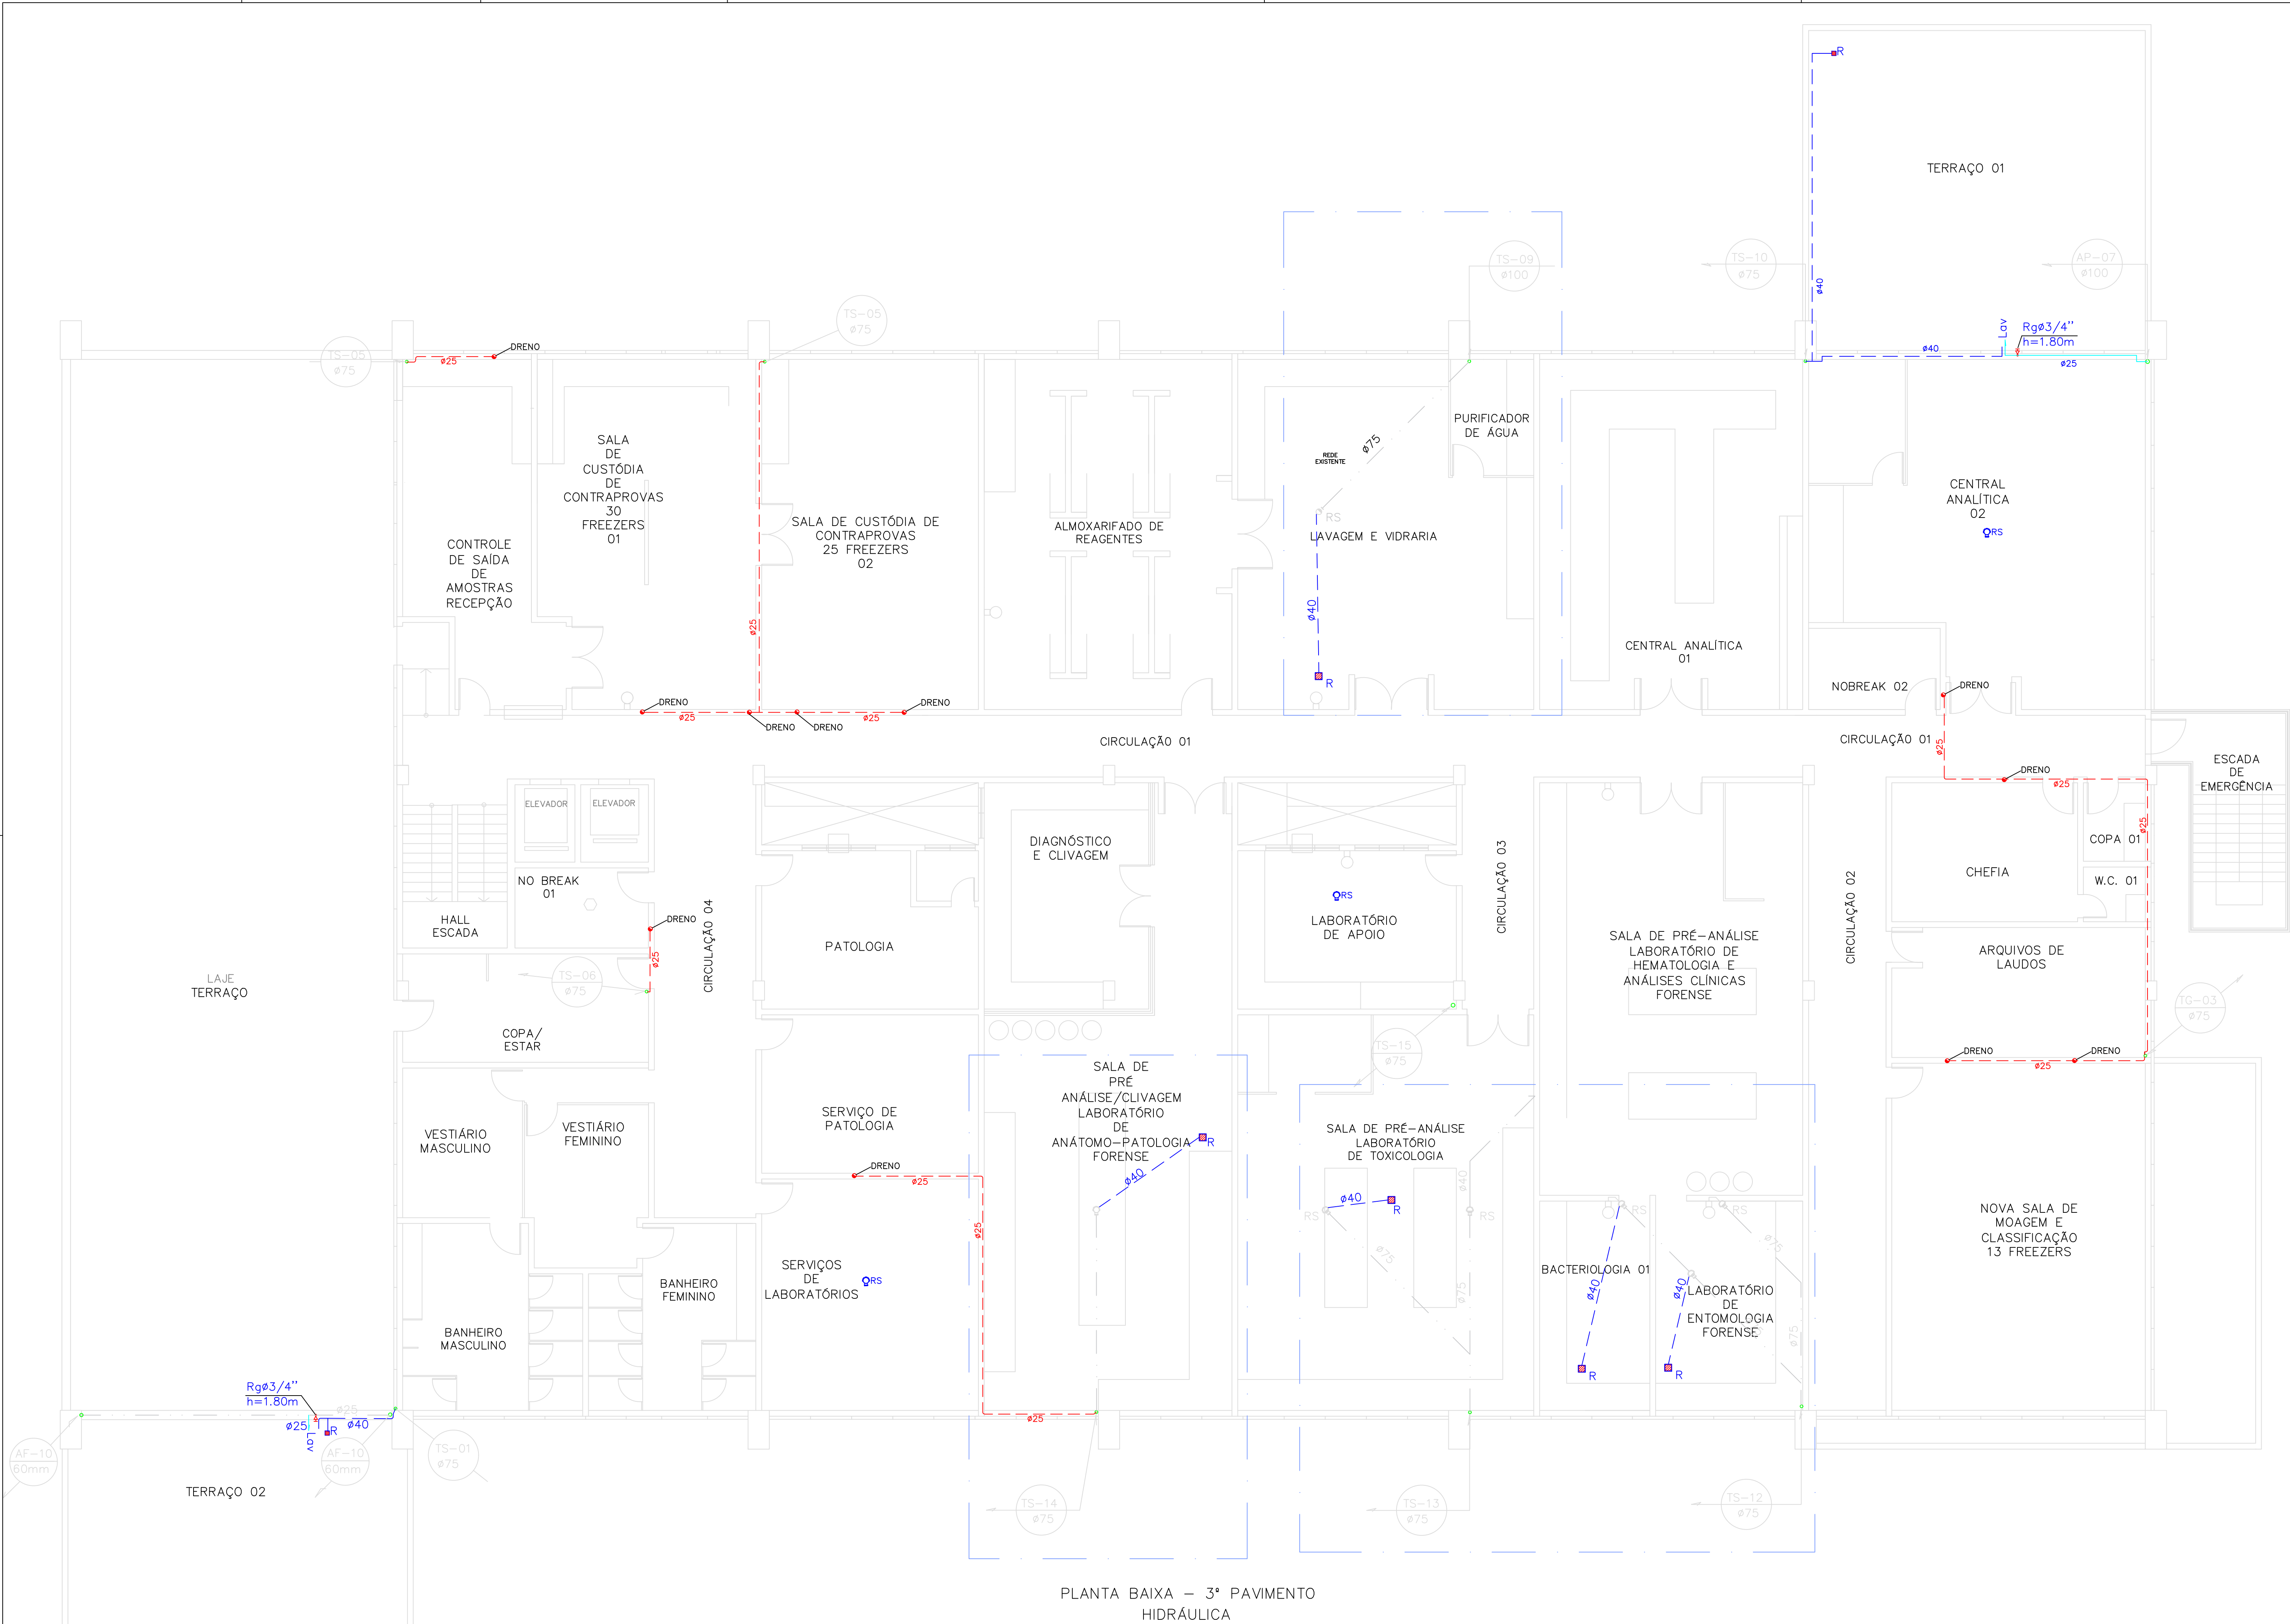 R
TERRAÇO 01
TS-09
ø100
TS-10
ø75
AP-07
ø100
ø40
TS-05
ø75
TS-05
ø75
Lav
Rgø3/4''
h=1.80m
DRENO
ø25
ø40
ø25
PURIFICADOR
DE ÁGUA
ø75
REDE
EXISTENTE
RS
SALA
DE
CUSTÓDIA
DE
CONTRAPROVAS
30
FREEZERS
01
CONTROLE
DE SAÍDA
DE
AMOSTRAS
RECEPÇÃO
SALA DE CUSTÓDIA DE
CONTRAPROVAS
25 FREEZERS
02
ALMOXARIFADO DE
REAGENTES
LAVAGEM E VIDRARIA
CENTRAL
ANALÍTICA
02
RS
ø25
ø40
R
CENTRAL ANALÍTICA
01
NOBREAK 02
DRENO
DRENO
ø25
DRENO
DRENO
ø25
DRENO
CIRCULAÇÃO 01
CIRCULAÇÃO 01
ø25
DRENO
ø25
ESCADA
DE
EMERGÊNCIA
ELEVADOR
ELEVADOR
NO BREAK
01
HALL
ESCADA
DRENO
ø25
CIRCULAÇÃO 04
TS-06
ø75
COPA/
ESTAR
LAJE
TERRAÇO
PATOLOGIA
DIAGNÓSTICO
E CLIVAGEM
RS
LABORATÓRIO
DE APOIO
CIRCULAÇÃO 03
SALA DE PRÉ-ANÁLISE
LABORATÓRIO DE
HEMATOLOGIA E
ANÁLISES CLÍNICAS
FORENSE
CIRCULAÇÃO 02
CHEFIA
COPA 01
ø25
W.C. 01
ARQUIVOS DE
LAUDOS
TG-03
ø75
DRENO
DRENO
ø25
TS-15
ø75
VESTIÁRIO
MASCULINO
VESTIÁRIO
FEMININO
SERVIÇO DE
PATOLOGIA
DRENO
ø25
SALA DE
PRÉ
ANÁLISE/CLIVAGEM
LABORATÓRIO
DE
ANÁTOMO-PATOLOGIA
FORENSE
R
ø40
SALA DE PRÉ-ANÁLISE
LABORATÓRIO
DE TOXICOLOGIA
ø40
RS
R
ø40
RS
ø75
ø75
RS
RS
ø75
BACTERIOLOGIA 01
ø40
R
ø40
LABORATÓRIO
DE
ENTOMOLOGIA
FORENSE
R
ø75
NOVA SALA DE
MOAGEM E
CLASSIFICAÇÃO
13 FREEZERS
BANHEIRO
FEMININO
BANHEIRO
MASCULINO
SERVIÇOS
DE
LABORATÓRIOS
RS
ø25
ø25
Rgø3/4''
h=1.80m
ø25
ø25
R
ø40
Lav
AF-10
60mm
AF-10
60mm
TS-01
ø75
TERRAÇO 02
TS-14
ø75
TS-13
ø75
TS-12
ø75
PLANTA BAIXA - 3º PAVIMENTO
HIDRÁULICA